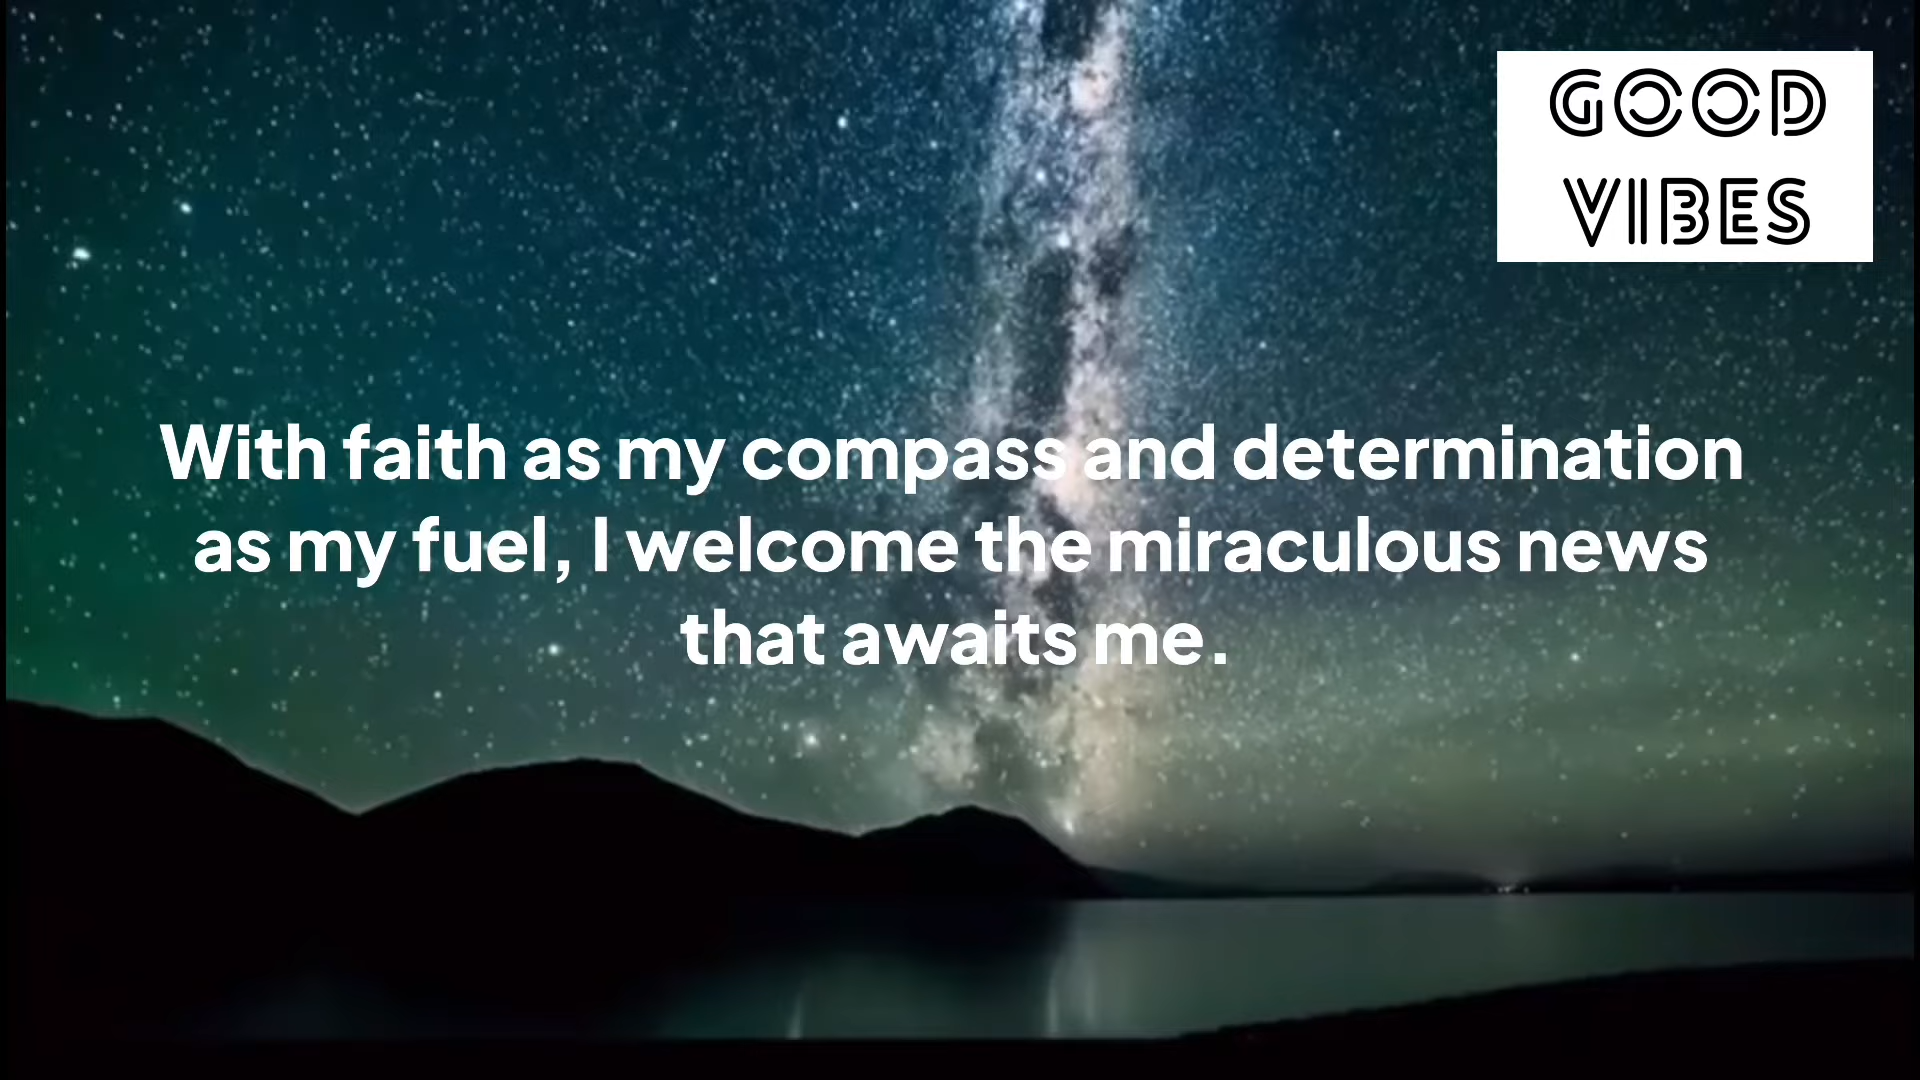 GOOD
VIBES
With faith as my compass and determination
as my fuel, I welcome the miraculous news
that awaits me.